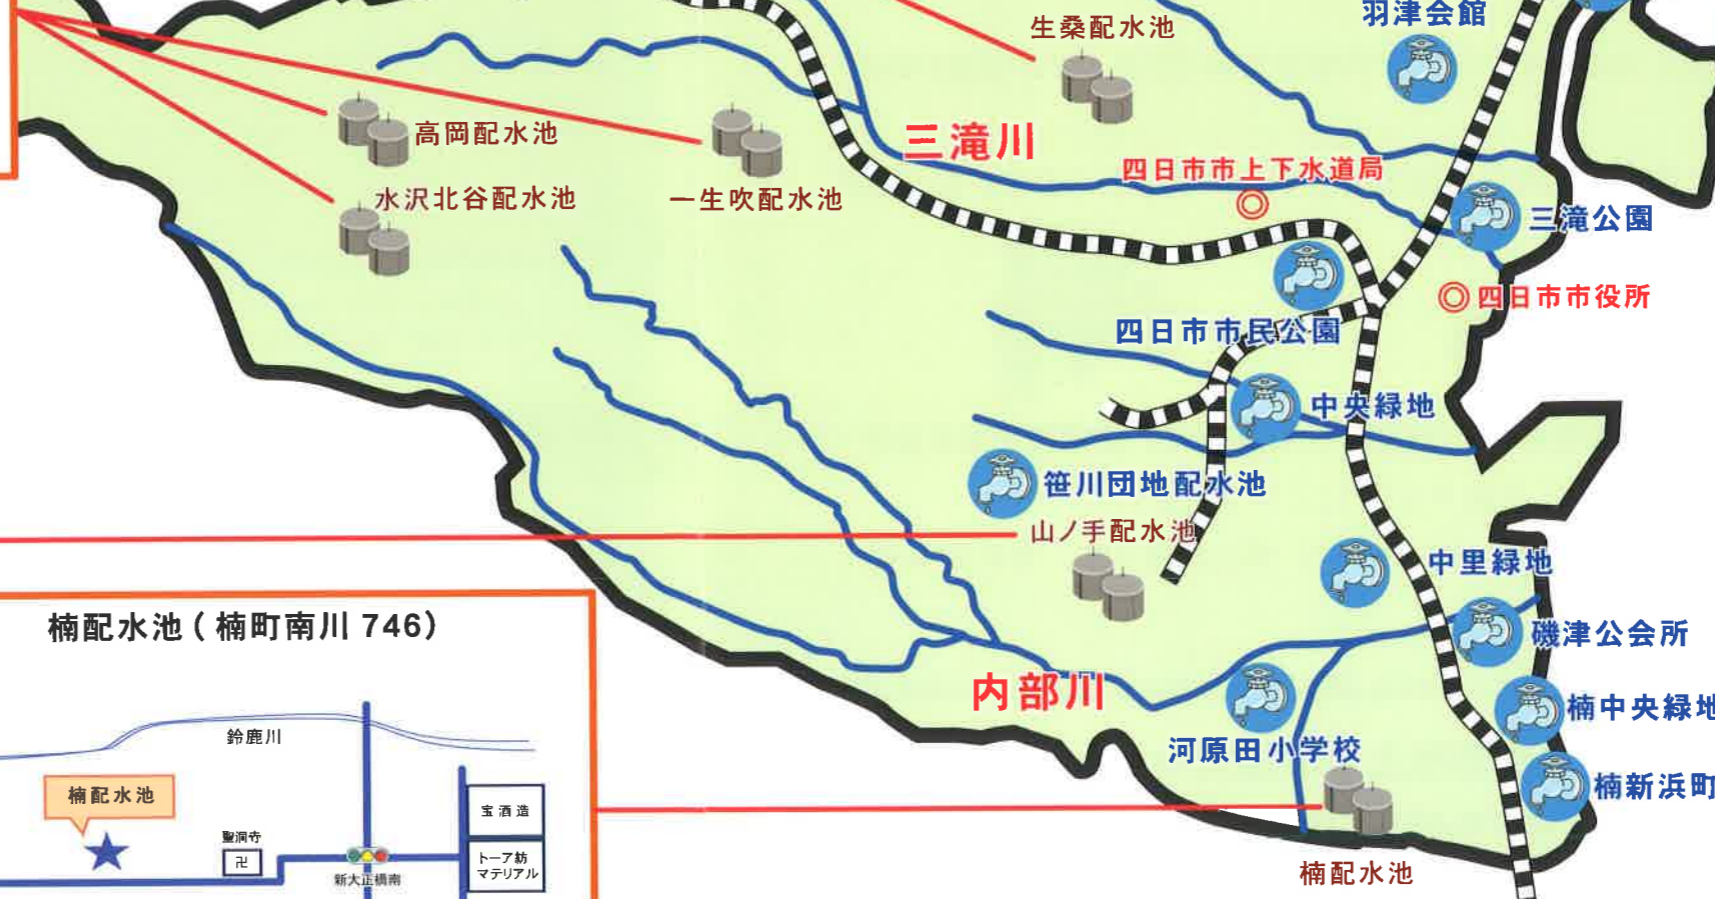 羽津会館
生桑配水池
高岡配水池
三滝川
四日市市上下水道局
水沢北谷配水池
一生吹配水池
三滝公園
四日市市役所
四日市市民公園
中央緑地
笹川団地配水池
山ノ手配水池
中里緑地
磯津公会所
内部川
楠中央緑地
河原田小学校
楠新浜町
楠配水池
楠配水池(楠町南川 746)
鈴鹿川
楠配水池
宝酒造
聖洞寺
卍
トーア紡
マテリアル
新大正橋南